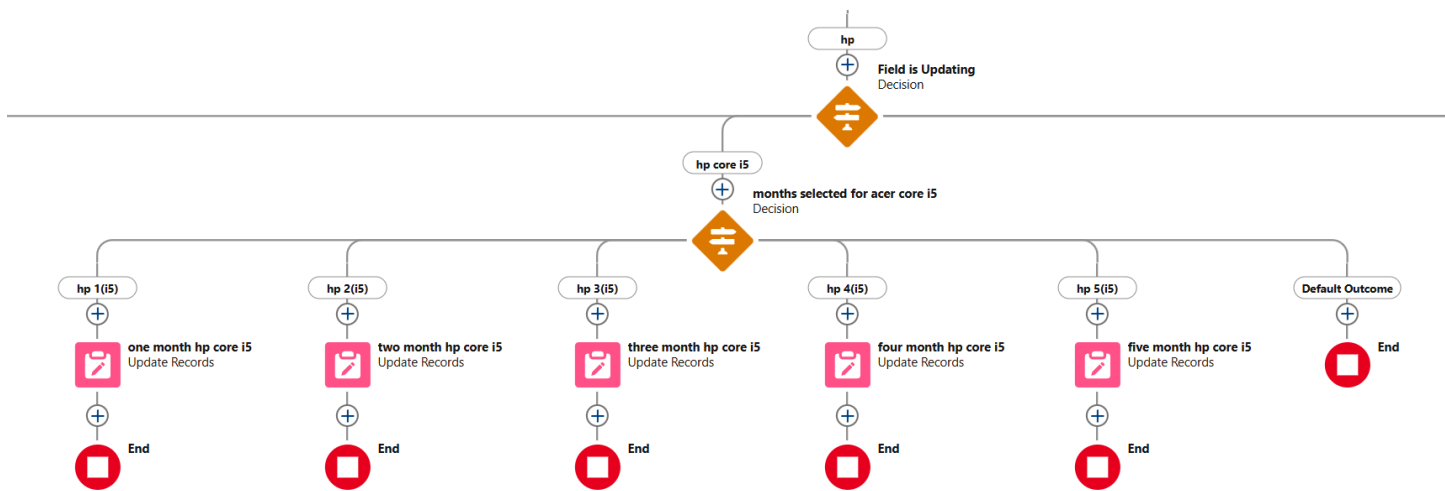 hp
Field is Updating
Decision
hp core i5
months selected for acer core i5
Decision
hp 1(i5)
hp 2(i5)
hp 3(i5)
hp 4(i5)
hp 5(i5)
Default Outcome
one month hp core i5
Update Records
two month hp core i5
Update Records
three month hp core i5
Update Records
four month hp core i5
Update Records
five month hp core i5
Update Records
End
End
End
End
End
End